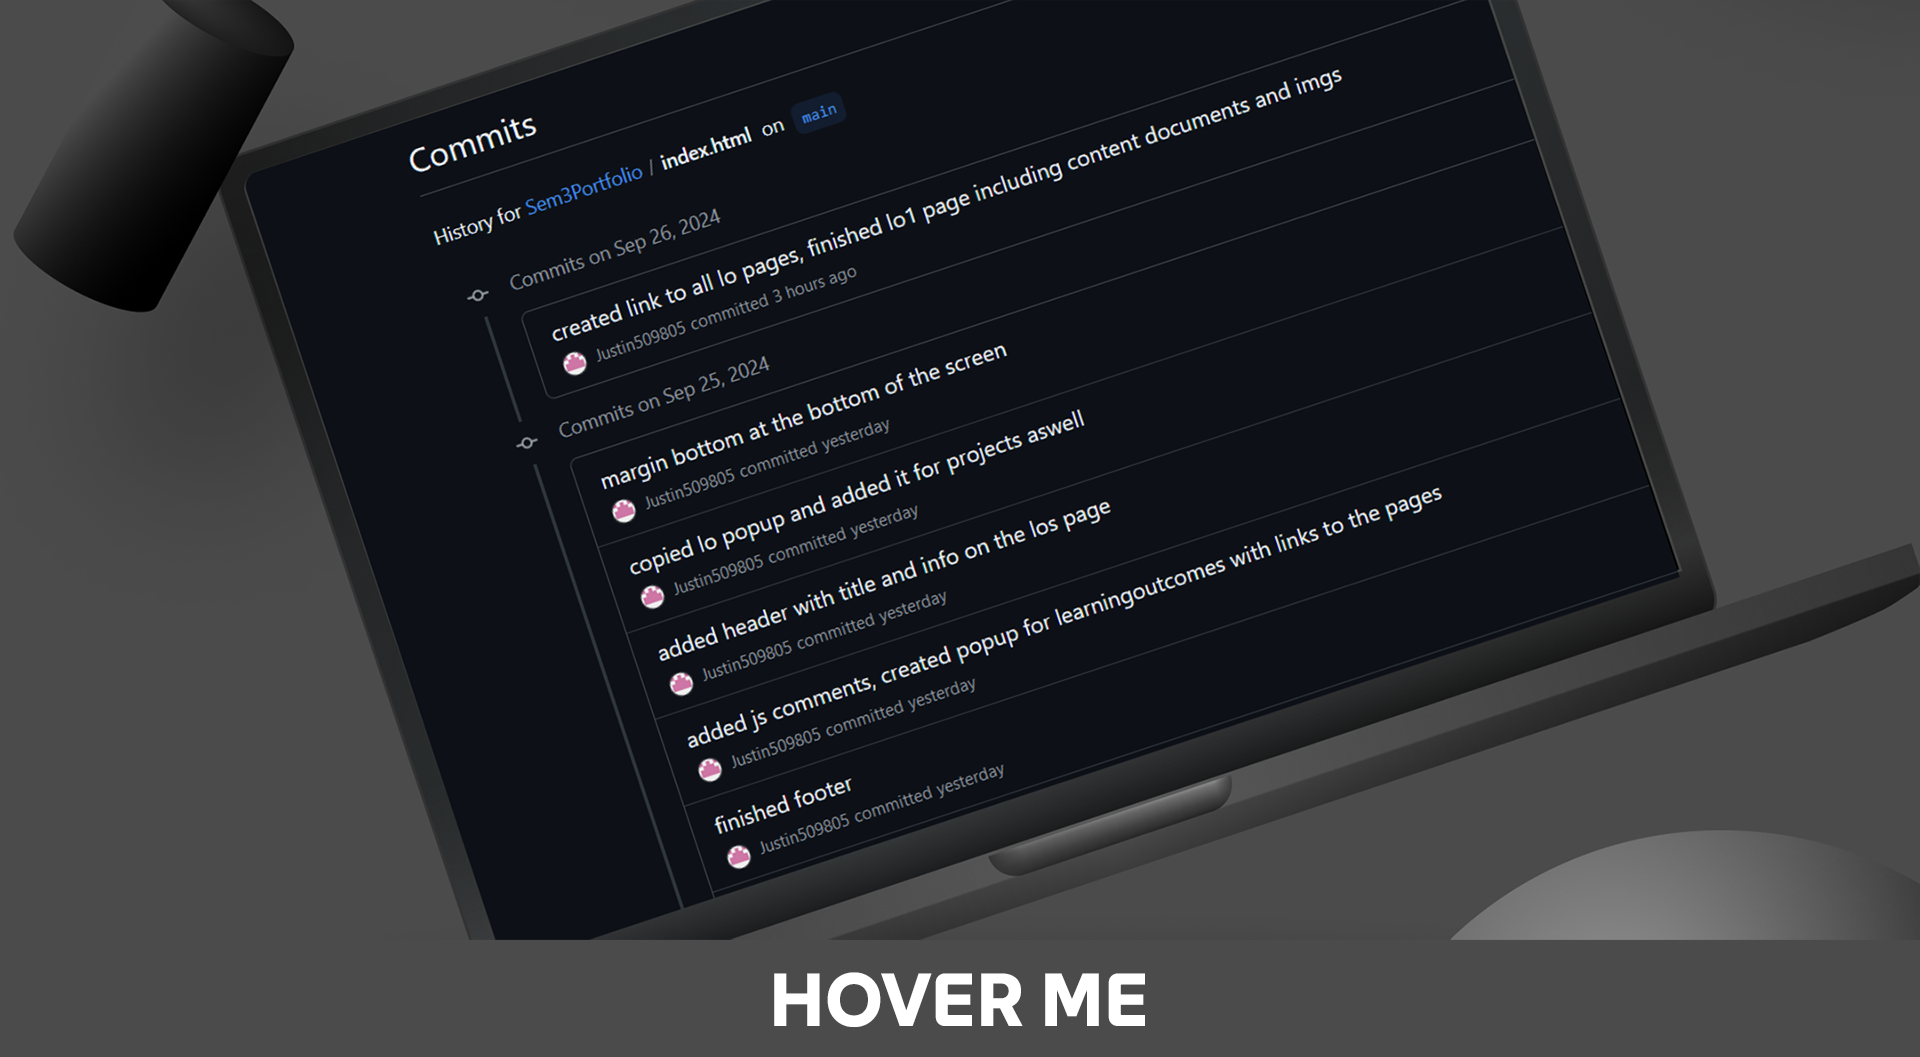 Commits
History for Sem3Portfolio / index.html on main
Commits on Sep 26, 2024
created link to all lo pages, finished lo1 page including content documents and imgs
Justin509805 committed 3 hours ago
Commits on Sep 25, 2024
margin bottom at the bottom of the screen
Justin509805 committed yesterday
copied lo popup and added it for projects aswell
Justin509805 committed yesterday
added header with title and info on the los page
Justin509805 committed yesterday
added js comments, created popup for learningoutcomes with links to the pages
Justin509805 committed yesterday
finished footer
Justin509805 committed yesterday
HOVER ME